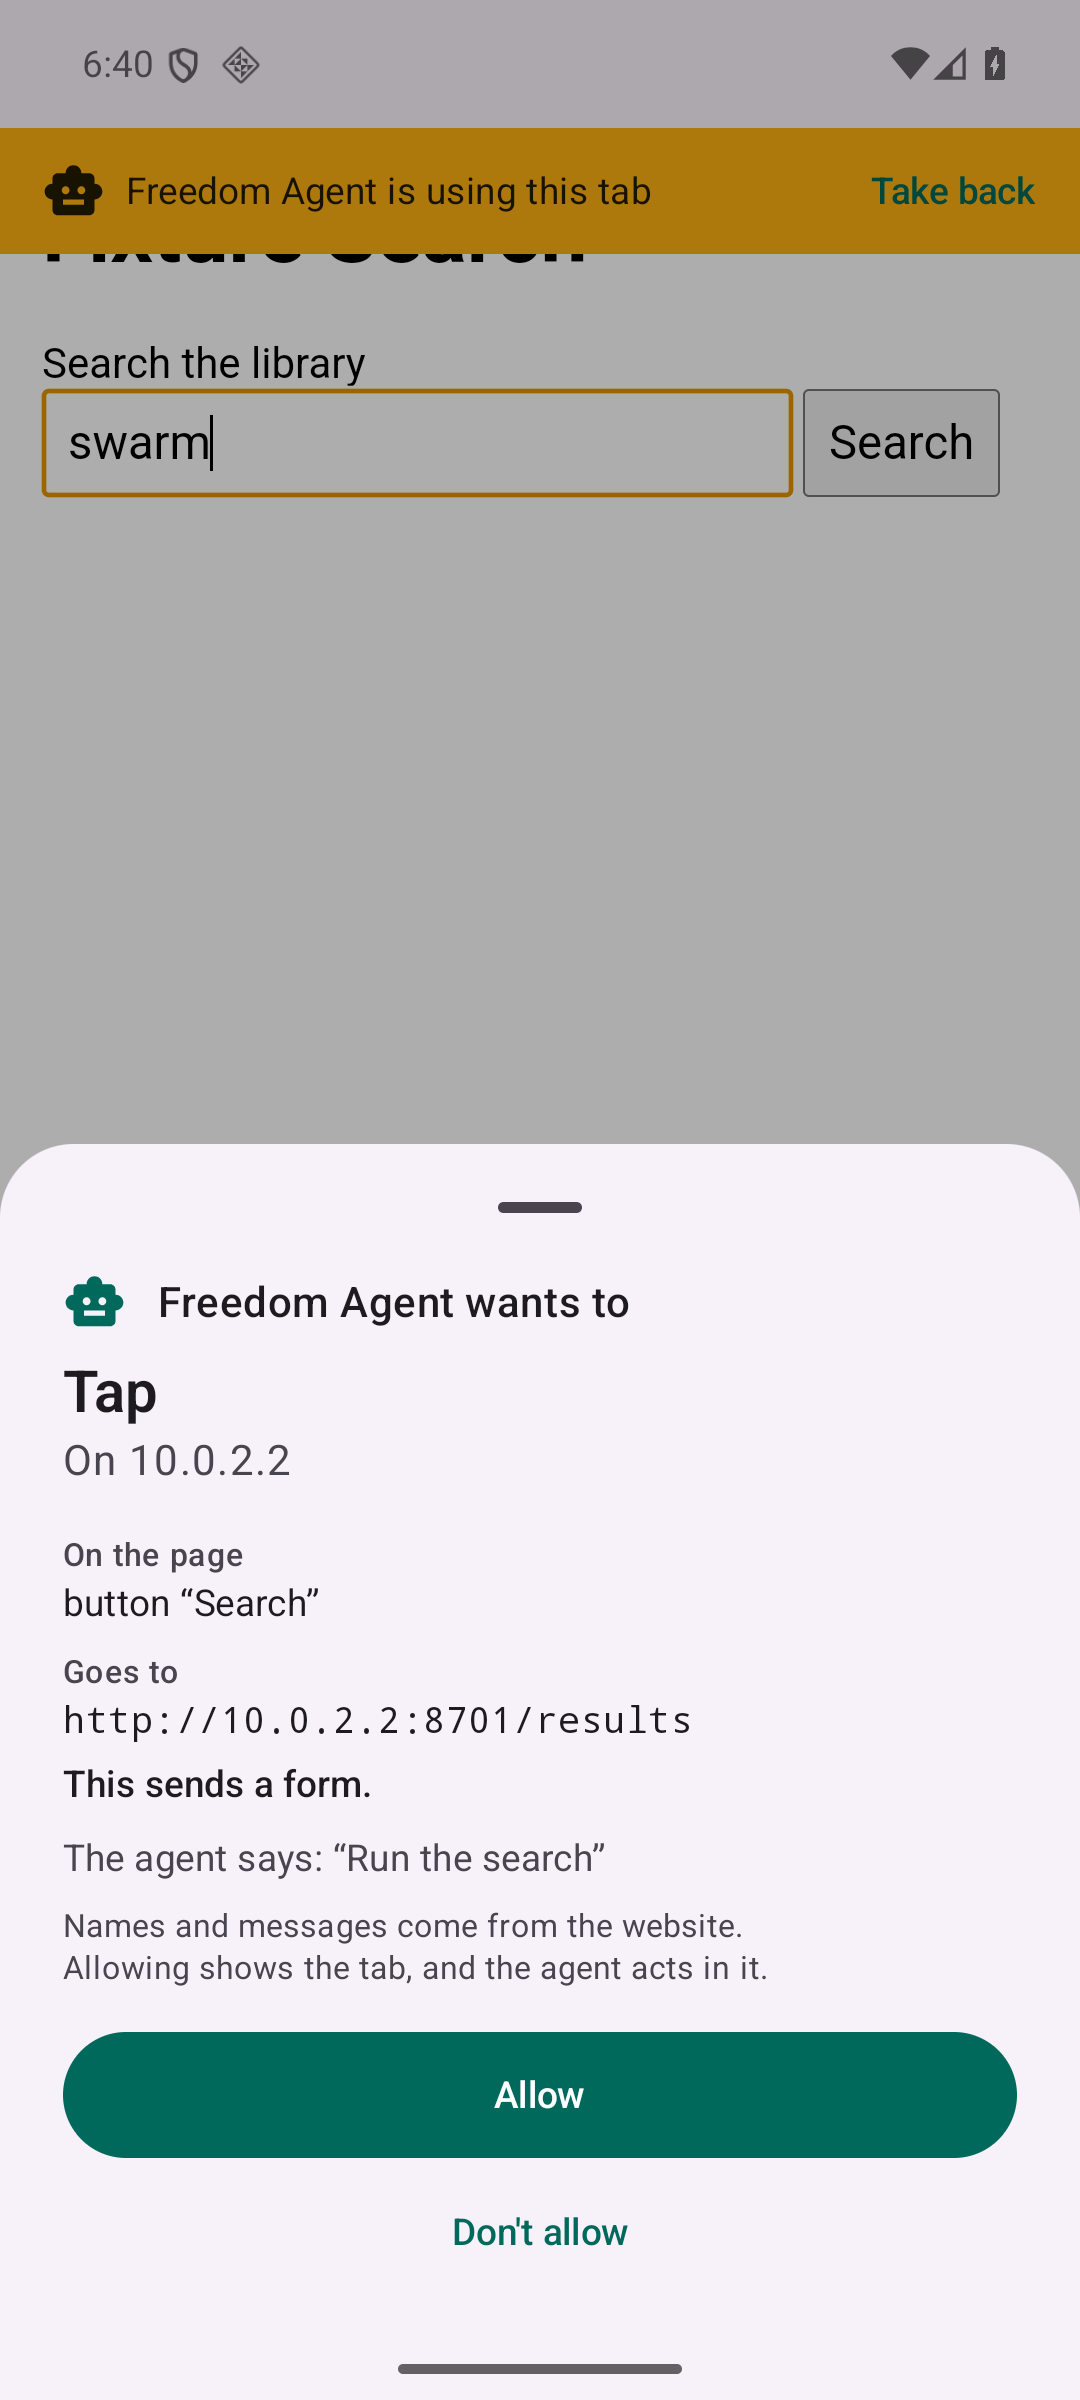 6:40
Freedom Agent is using this tab
Take back
Fixture Search
Search the library
swarm
Search
Freedom Agent wants to
Tap
On 10.0.2.2
On the page
button “Search”
Goes to
http://10.0.2.2:8701/results
This sends a form.
The agent says: “Run the search”
Names and messages come from the website.
Allowing shows the tab, and the agent acts in it.
Allow
Don't allow